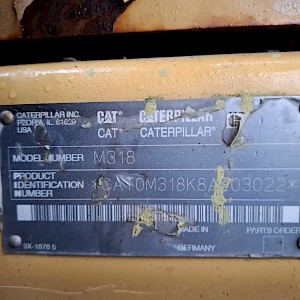 CATERPILLAR INC.
PEORIA, IL 61629
USA
CAT CATERPILLAR
CAT® CATERPILLAR®
MODEL NUMBER M318
PRODUCT
IDENTIFICATION
NUMBER
MADE IN
GERMANY
PARTS ORDER
9X-1878 5